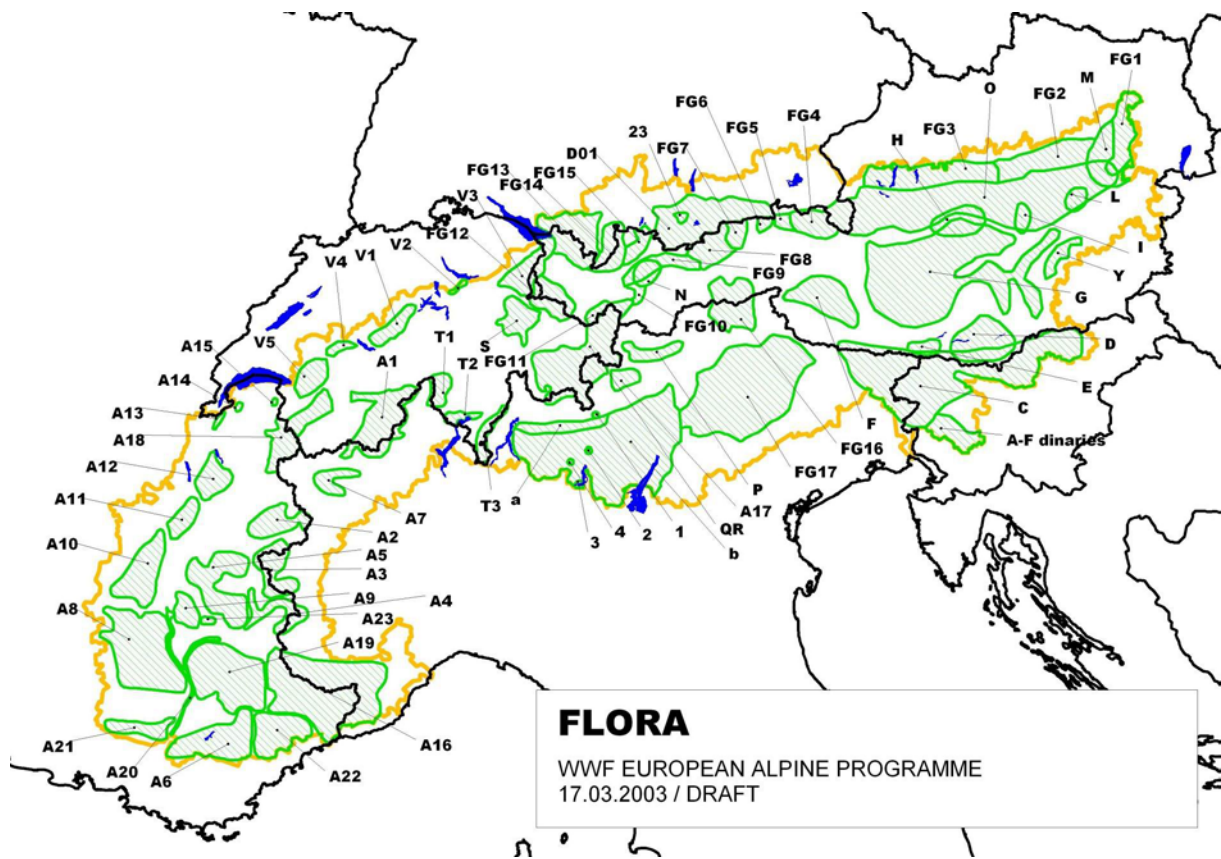 FG1
M
O
FG2
FG6
FG4
FG5
23
FG7
H
FG3
D01
FG15
FG13
FG14
V3
FG12
V2
V1
V4
L
I
Y
G
FG8
FG9
N
FG10
S
FG11
T1
T2
A1
V5
A15
A14
A13
A18
A12
A11
A10
A7
A2
A5
A3
A9
A4
A23
A8
A19
A21
A20
A6
A22
A16
T3
a
3
4
2
1
b
QR
A17
P
FG17
FG16
F
D
E
C
A-F dinaries
FLORA
WWF EUROPEAN ALPINE PROGRAMME
17.03.2003 / DRAFT